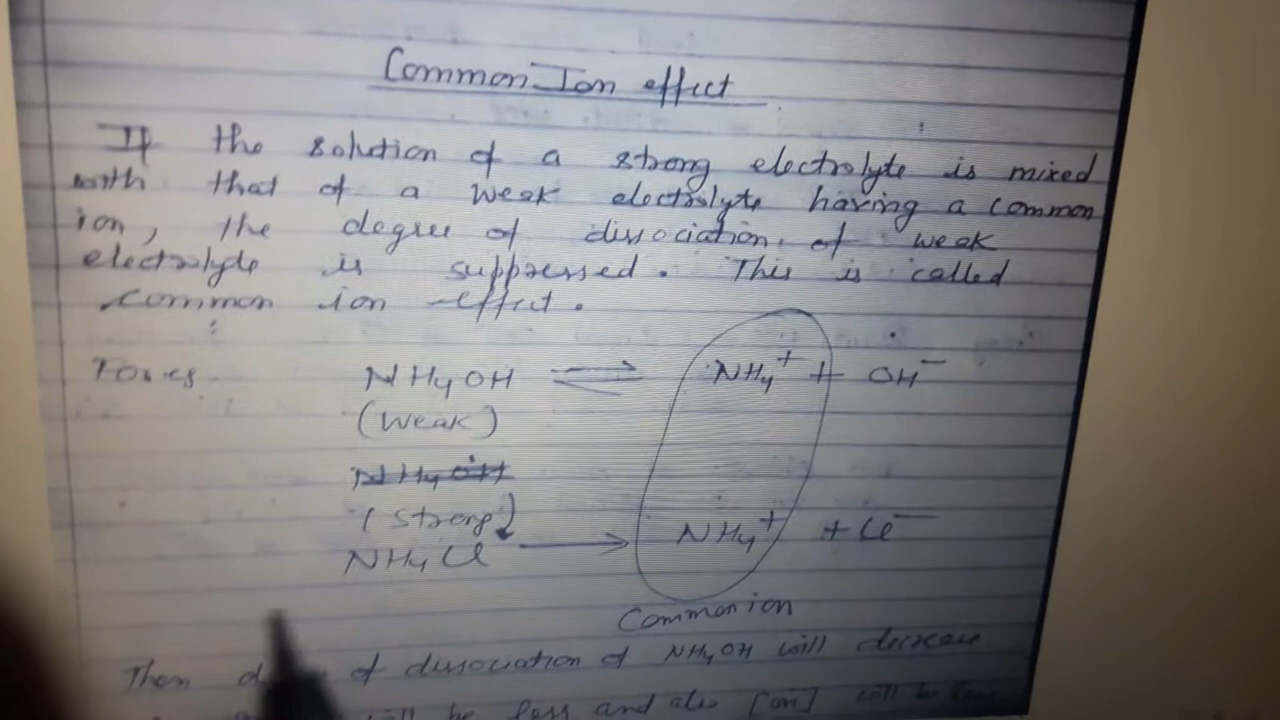 Common Ion effect
If the solution of a strong electrolyte is mixed
with that of a weak electrolyte having a common
ion, the degree of dissociation of weak
electrolyte is suppressed. This is called
common ion effect.
NH4OH ⇌ NH4+ + OH-
(Weak)
NH4OH
(Strong)
NH4Cl → NH4+ + Cl-
Common ion
Then of dissociation of NH4OH will decrease
will be less and also [OH] will be